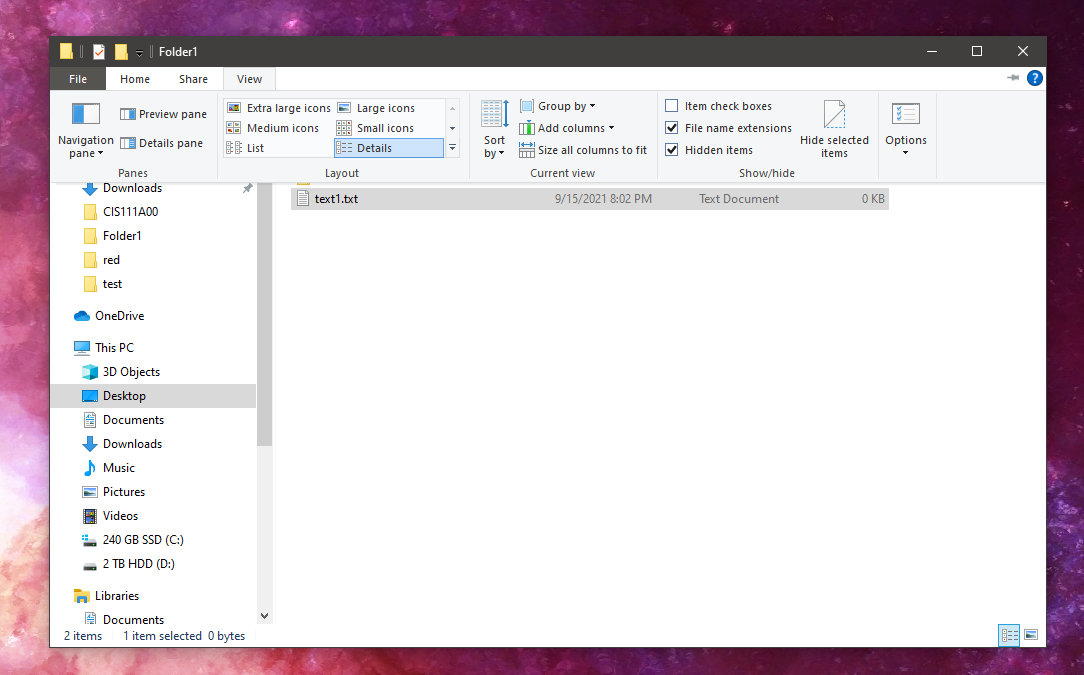 Folder1
File Home Share View
Navigation pane
Preview pane
Details pane
Panes
Extra large icons Large icons
Medium icons Small icons
List Details
Layout
Sort by
Group by
Add columns
Size all columns to fit
Current view
Item check boxes
File name extensions
Hidden items
Hide selected items
Show/hide
Options
Downloads
CIS111A00
Folder1
red
test
OneDrive
This PC
3D Objects
Desktop
Documents
Downloads
Music
Pictures
Videos
240 GB SSD (C:)
2 TB HDD (D:)
Libraries
Documents
text1.txt 9/15/2021 8:02 PM Text Document 0 KB
2 items 1 item selected 0 bytes